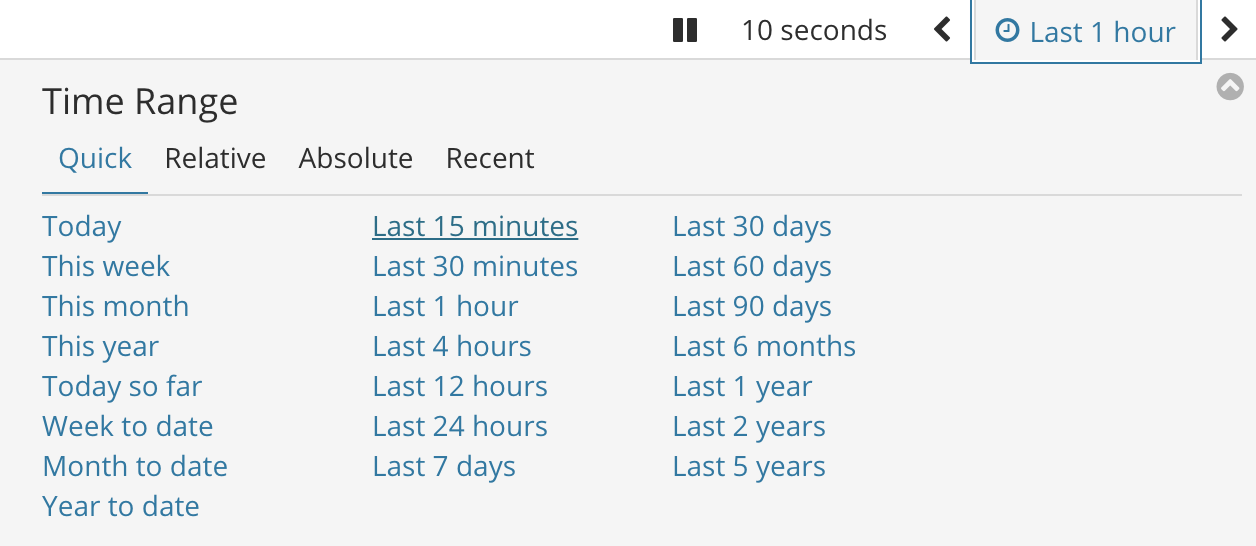 10 seconds
Last 1 hour
Time Range
Quick Relative Absolute Recent
Today
This week
This month
This year
Today so far
Week to date
Month to date
Year to date
Last 15 minutes
Last 30 minutes
Last 1 hour
Last 4 hours
Last 12 hours
Last 24 hours
Last 7 days
Last 30 days
Last 60 days
Last 90 days
Last 6 months
Last 1 year
Last 2 years
Last 5 years